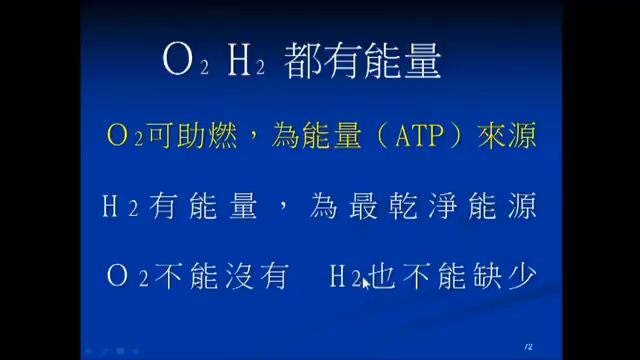 O2 H2 都有能量
O2可助燃，為能量（ATP）來源
H2有能量，為最乾淨能源
O2不能沒有 H2也不能缺少
72